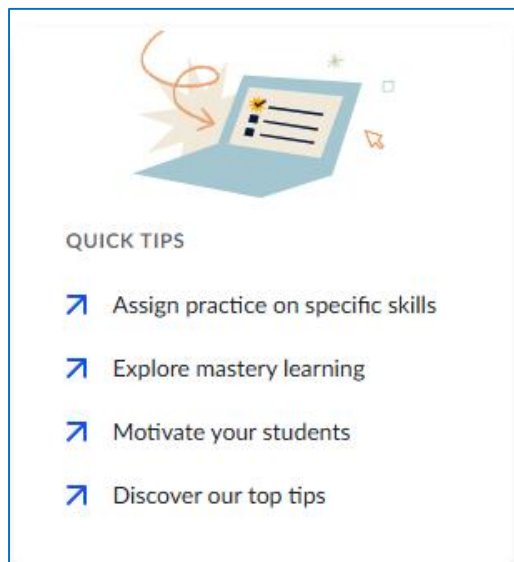 QUICK TIPS
Assign practice on specific skills
Explore mastery learning
Motivate your students
Discover our top tips